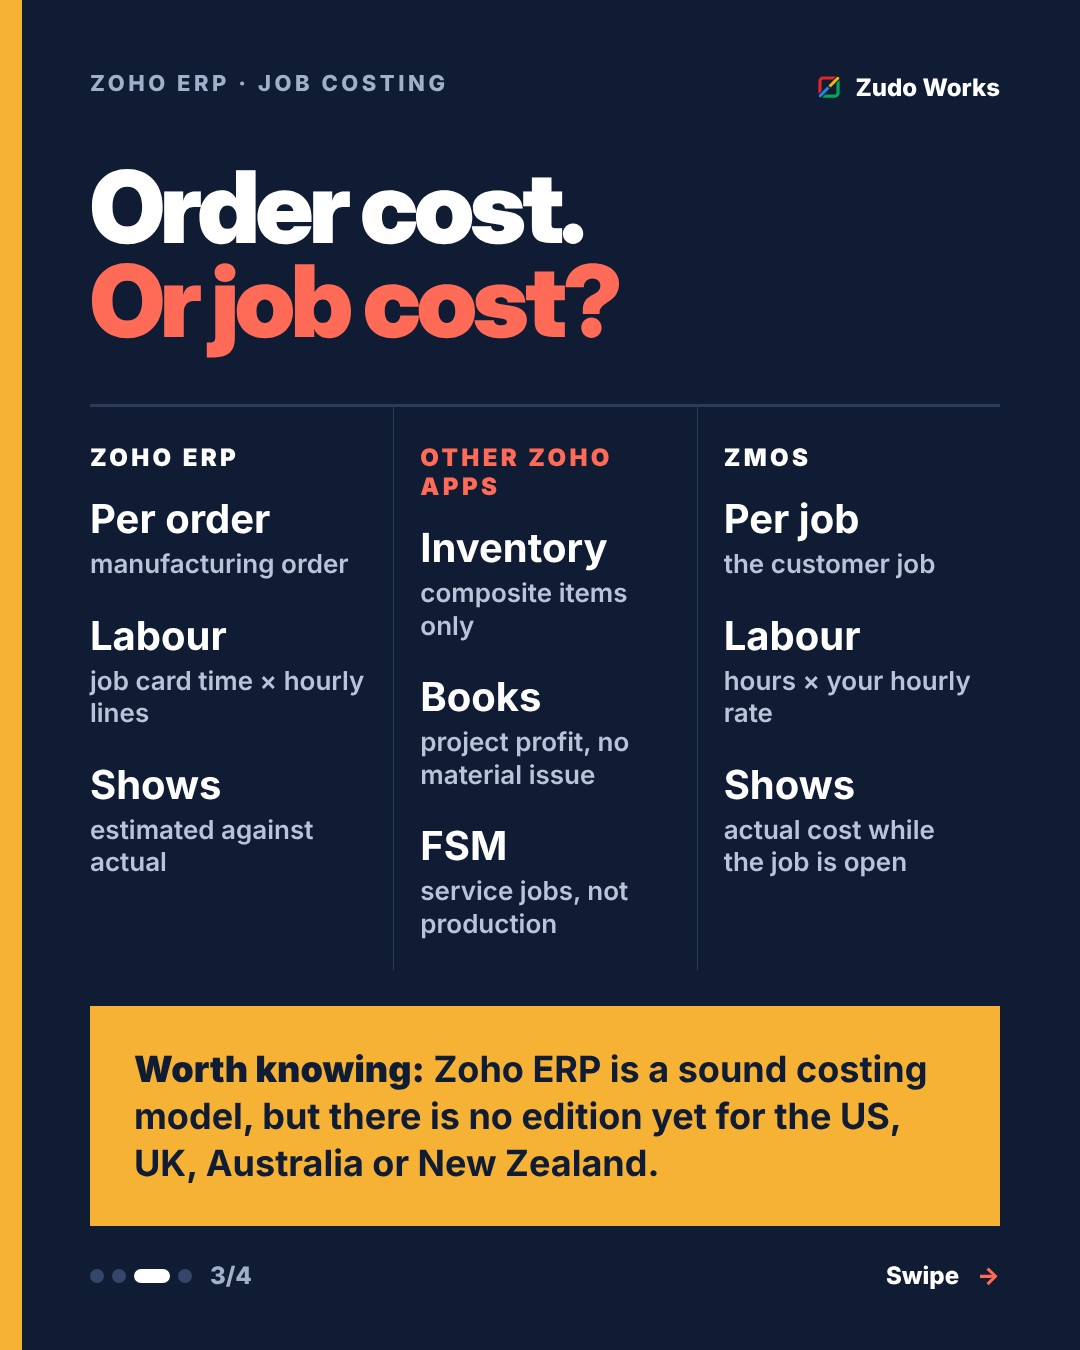 ZOHO ERP · JOB COSTING
Zudo Works
Order cost.
Or job cost?
ZOHO ERP
Per order
manufacturing order
Labour
job card time × hourly
lines
Shows
estimated against
actual
OTHER ZOHO
APPS
Inventory
composite items
only
Books
project profit, no
material issue
FSM
service jobs, not
production
ZMOS
Per job
the customer job
Labour
hours × your hourly
rate
Shows
actual cost while
the job is open
Worth knowing: Zoho ERP is a sound costing
model, but there is no edition yet for the US,
UK, Australia or New Zealand.
3/4
Swipe →